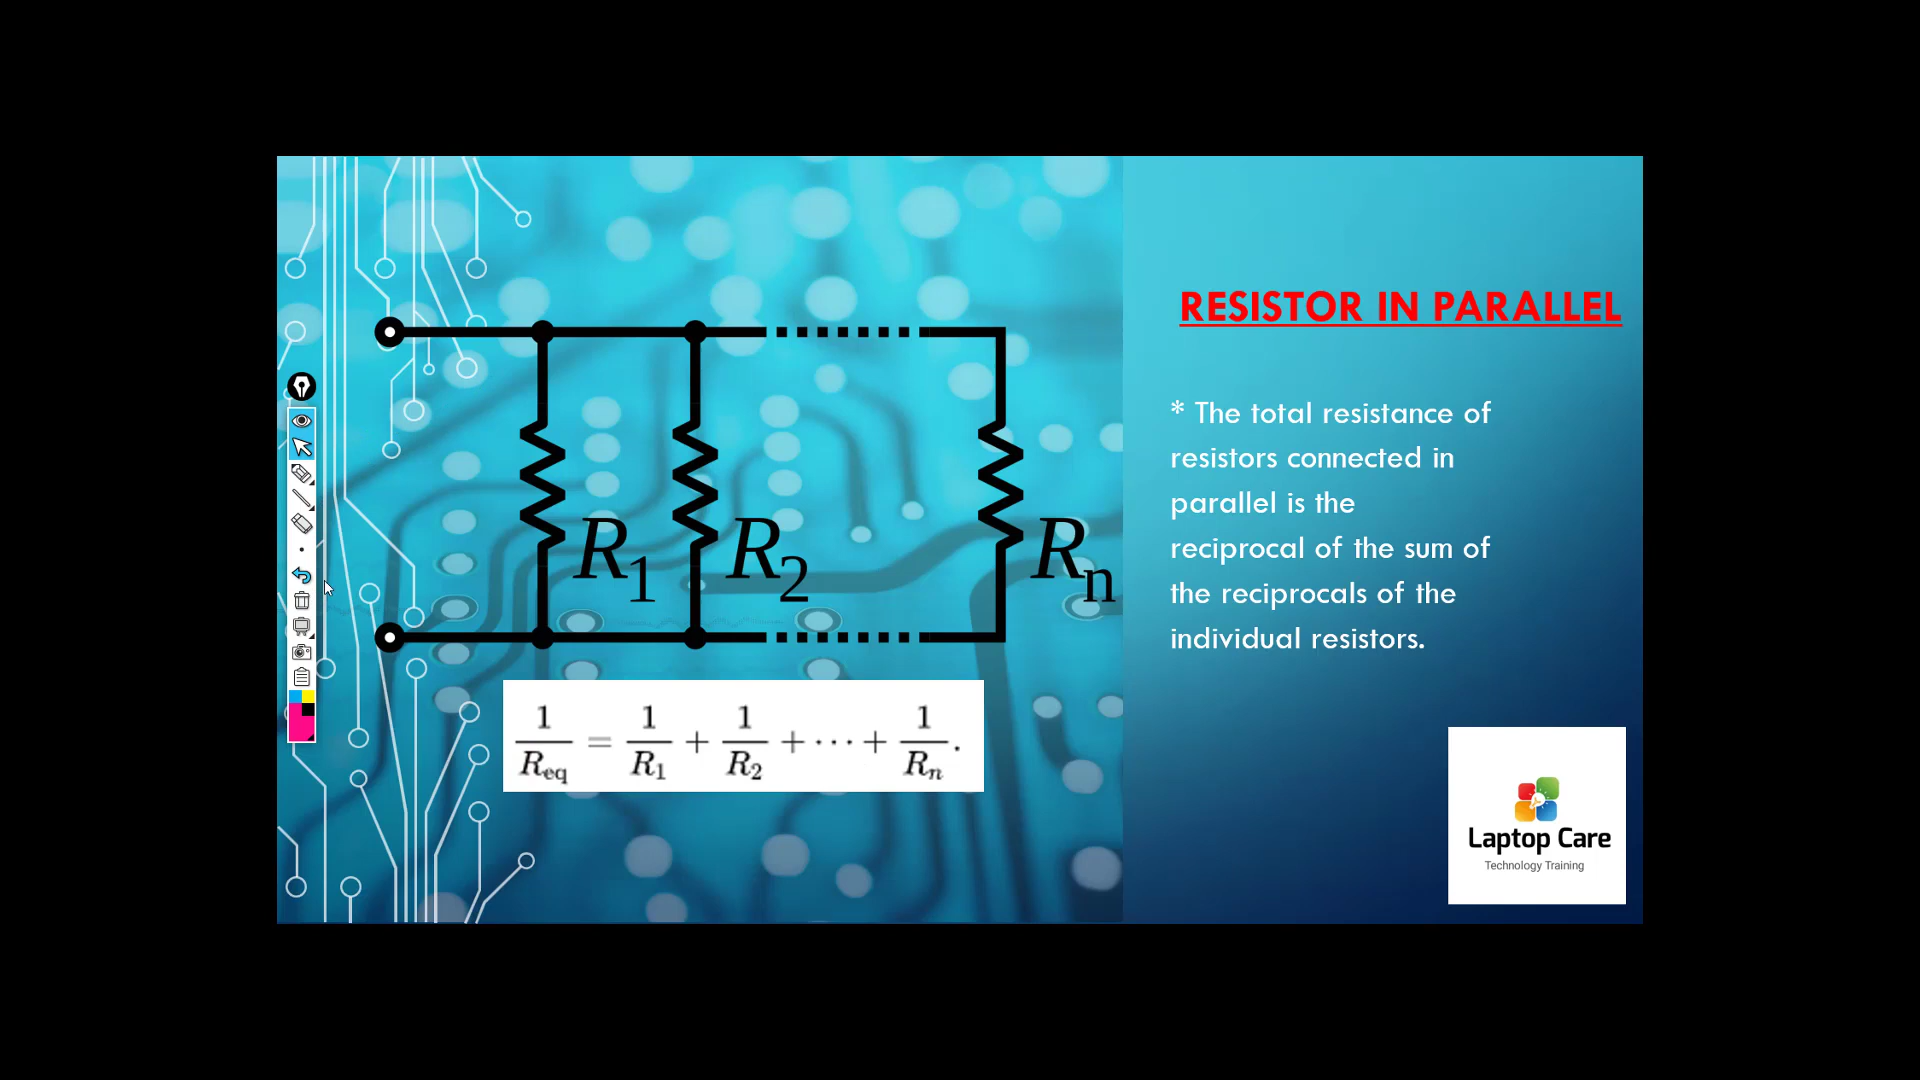 RESISTOR IN PARALLEL
* The total resistance of
resistors connected in
parallel is the
reciprocal of the sum of
the reciprocals of the
individual resistors.
R1 R2 Rn
1/Req = 1/R1 + 1/R2 + ··· + 1/Rn.
Laptop Care
Technology Training